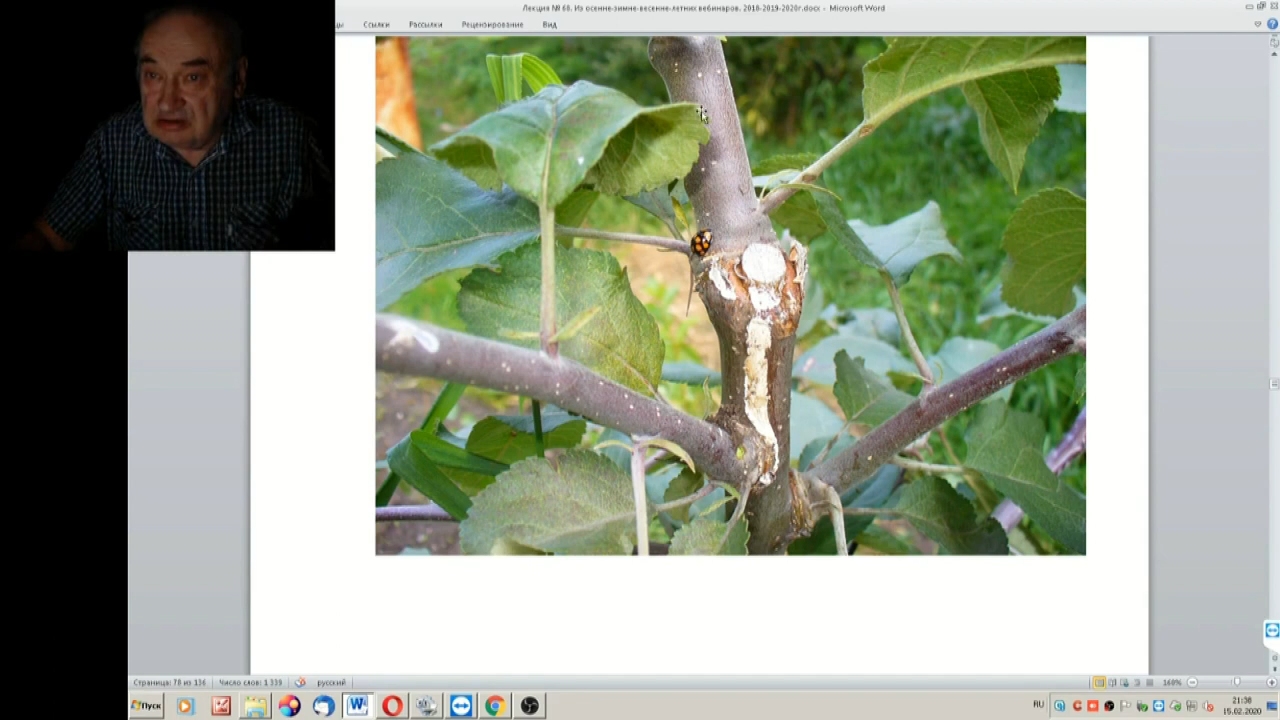 Лекция № 68. Из осенне-зимне-весенне-летних вебинаров. 2018-2019-2020г.docx - Microsoft Word
Ссылки Рассылки Рецензирование Вид
Страница: 78 из 136 Число слов: 1 339 русский 160%
Пуск RU 21:38
15.02.2020